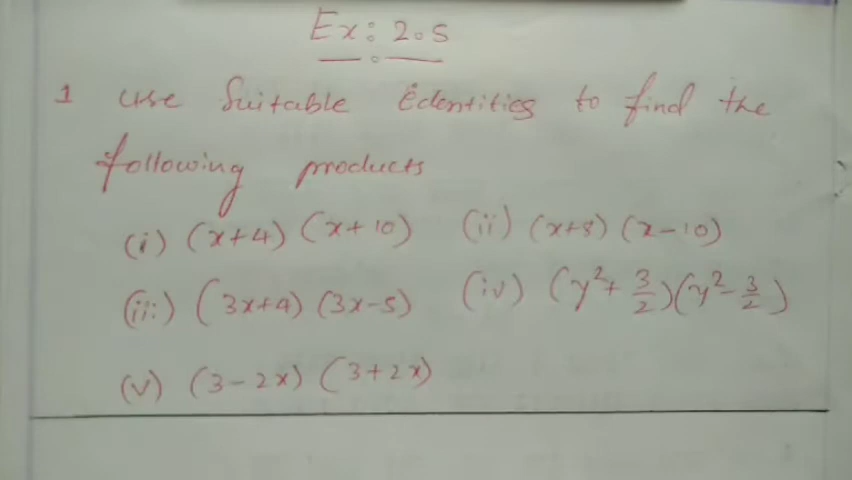 Ex: 2.5
1 Use Suitable Edentities to find the
following products
(i) (x+4) (x+10) (ii) (x+8) (x-10)
(iii) (3x+4) (3x-5) (iv) (y²+ 3/2)(y²- 3/2)
(v) (3-2x) (3+2x)